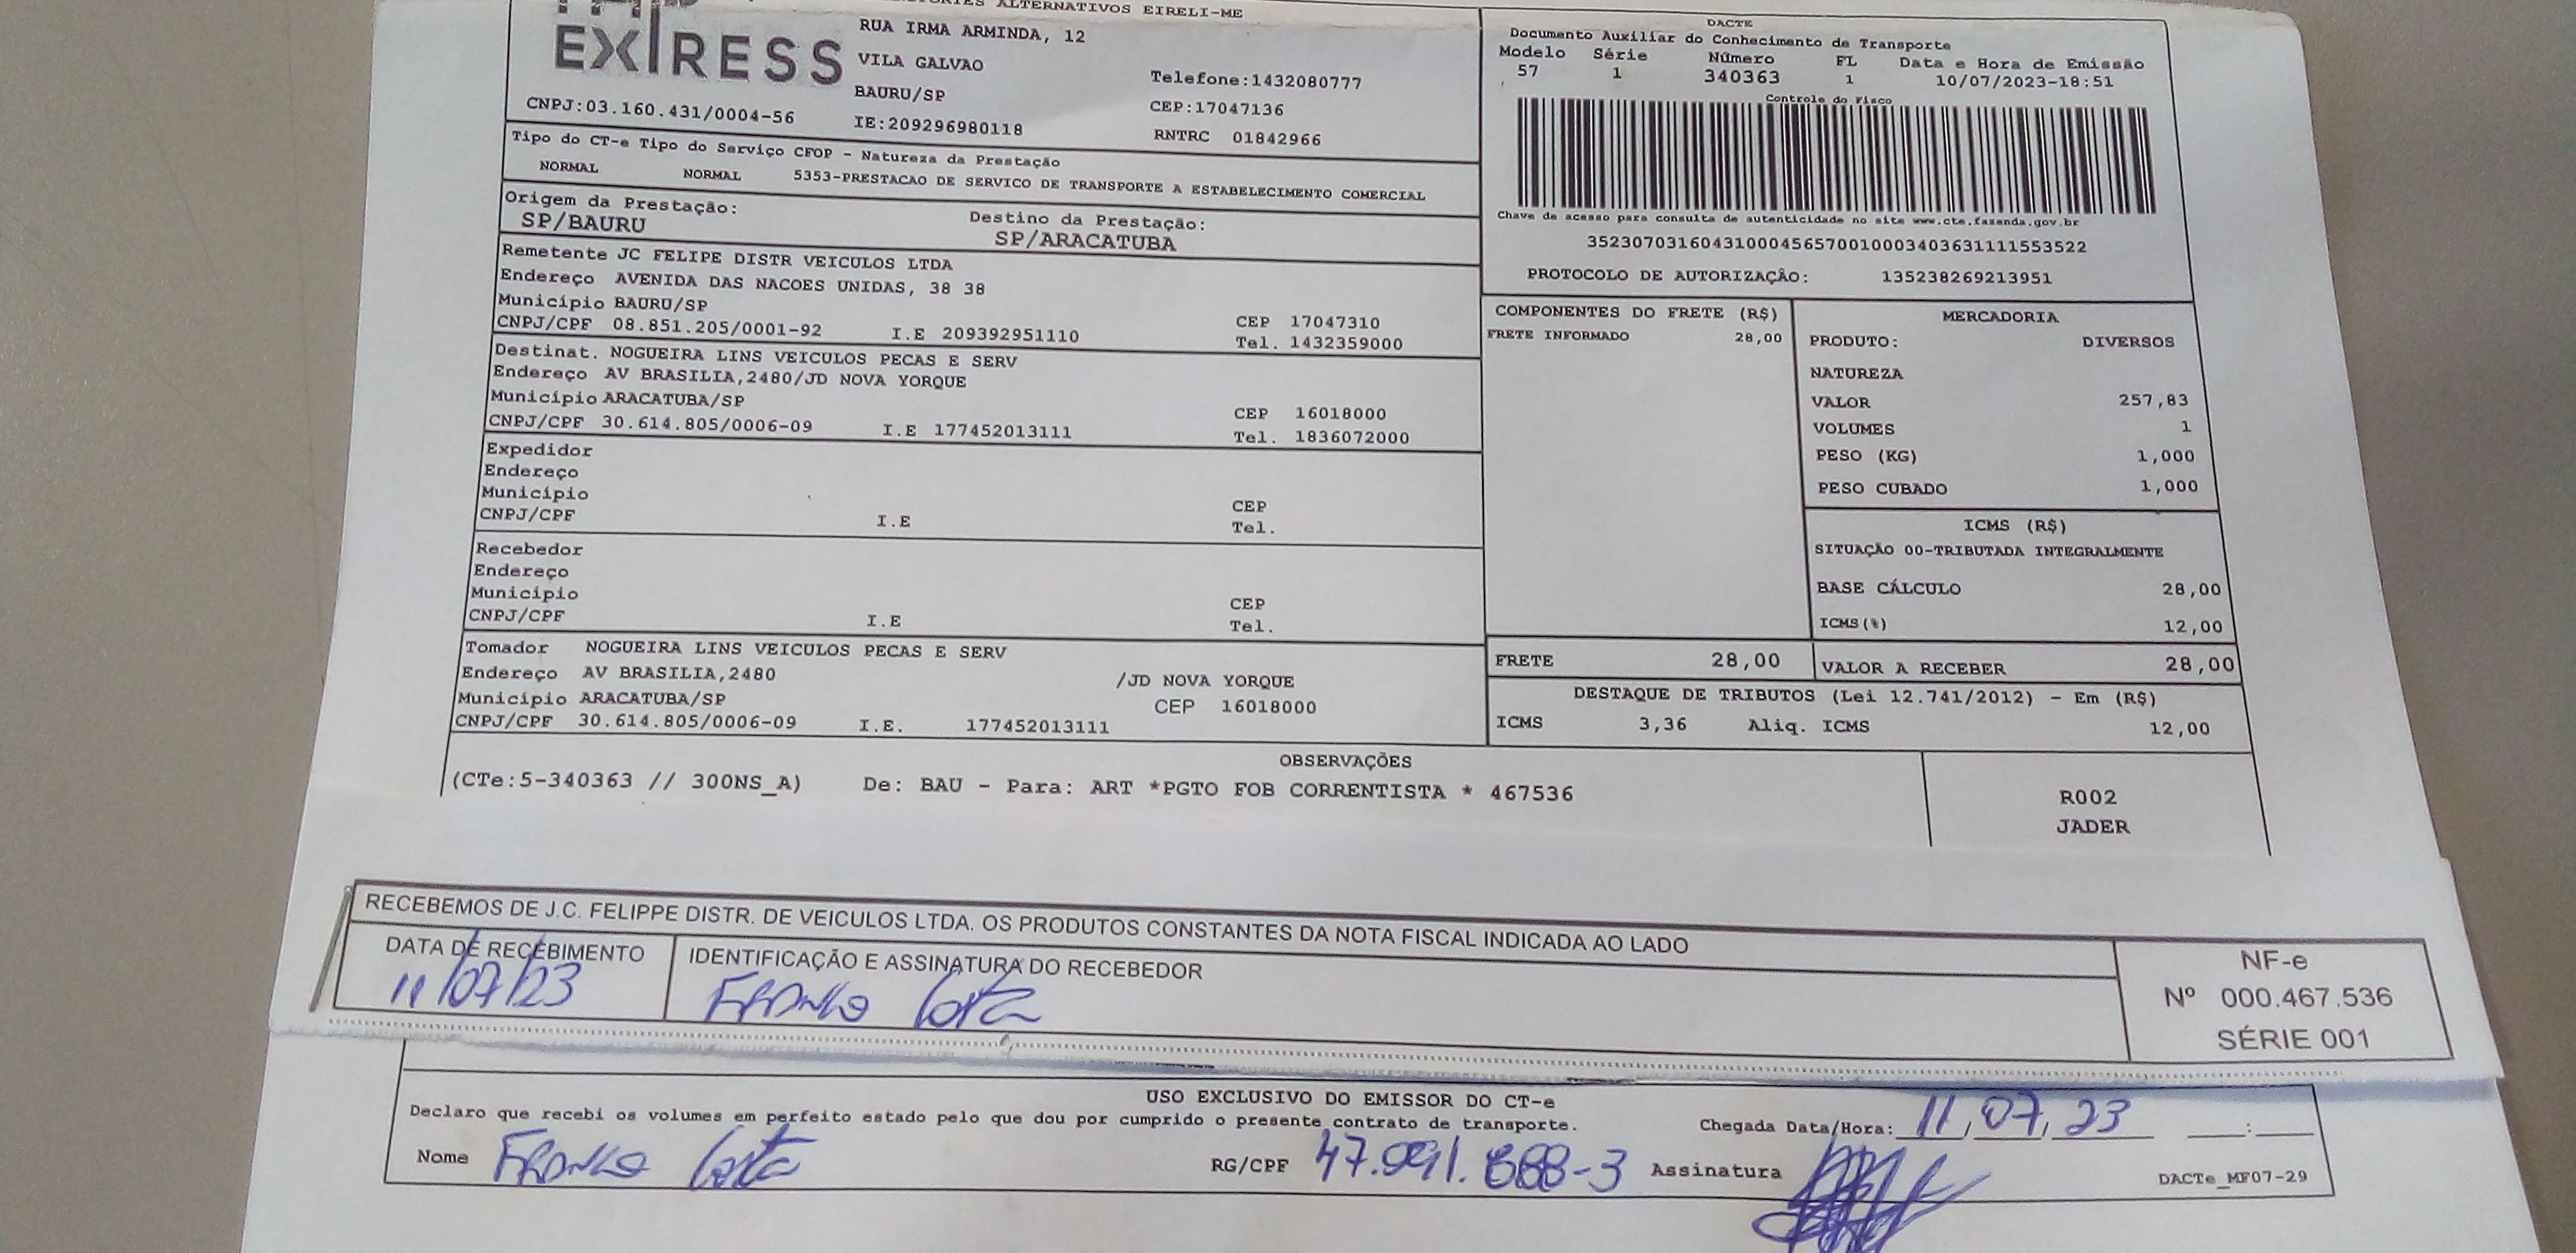 ALTERNATIVOS EIRELI-ME
EXPRESS
RUA IRMA ARMINDA, 12
VILA GALVAO
Telefone:1432080777
BAURU/SP
CEP:17047136
CNPJ:03.160.431/0004-56
IE:209296980118
RNTRC 01842966
Tipo do CT-e Tipo do Serviço CFOP - Natureza da Prestação
NORMAL NORMAL 5353-PRESTACAO DE SERVICO DE TRANSPORTE A ESTABELECIMENTO COMERCIAL
Origem da Prestação: Destino da Prestação:
SP/BAURU SP/ARACATUBA
Remetente JC FELIPE DISTR VEICULOS LTDA
Endereço AVENIDA DAS NACOES UNIDAS, 38 38
Município BAURU/SP CEP 17047310
CNPJ/CPF 08.851.205/0001-92 I.E 209392951110 Tel. 1432359000
Destinat. NOGUEIRA LINS VEICULOS PECAS E SERV
Endereço AV BRASILIA,2480/JD NOVA YORQUE
Município ARACATUBA/SP CEP 16018000
CNPJ/CPF 30.614.805/0006-09 I.E 177452013111 Tel. 1836072000
Expedidor
Endereço
Município CEP
CNPJ/CPF I.E Tel.
Recebedor
Endereço
Município CEP
CNPJ/CPF I.E Tel.
Tomador NOGUEIRA LINS VEICULOS PECAS E SERV
Endereço AV BRASILIA,2480 /JD NOVA YORQUE
Município ARACATUBA/SP CEP 16018000
CNPJ/CPF 30.614.805/0006-09 I.E. 177452013111
DACTE
Documento Auxiliar do Conhecimento de Transporte
Modelo Série Número FL Data e Hora de Emissão
57 1 340363 1 10/07/2023-18:51
Controle do Fisco
Chave de acesso para consulta de autenticidade no site www.cte.fazenda.gov.br
35230703160431000456570010003403631111553522
PROTOCOLO DE AUTORIZAÇÃO: 135238269213951
COMPONENTES DO FRETE (R$)
FRETE INFORMADO 28,00
MERCADORIA
PRODUTO: DIVERSOS
NATUREZA
VALOR 257,83
VOLUMES 1
PESO (KG) 1,000
PESO CUBADO 1,000
ICMS (R$)
SITUAÇÃO 00-TRIBUTADA INTEGRALMENTE
BASE CÁLCULO 28,00
ICMS(%) 12,00
FRETE 28,00 VALOR A RECEBER 28,00
DESTAQUE DE TRIBUTOS (Lei 12.741/2012) - Em (R$)
ICMS 3,36 Aliq. ICMS 12,00
OBSERVAÇÕES
(CTe:5-340363 // 300NS_A) De: BAU - Para: ART *PGTO FOB CORRENTISTA * 467536
R002
JADER
RECEBEMOS DE J.C. FELIPPE DISTR. DE VEICULOS LTDA. OS PRODUTOS CONSTANTES DA NOTA FISCAL INDICADA AO LADO
DATA DE RECEBIMENTO IDENTIFICAÇÃO E ASSINATURA DO RECEBEDOR
11/07/23
NF-e
Nº 000.467.536
SÉRIE 001
USO EXCLUSIVO DO EMISSOR DO CT-e
Declaro que recebi os volumes em perfeito estado pelo que dou por cumprido o presente contrato de transporte. Chegada Data/Hora: 11,07,23 :
Nome RG/CPF 47.991.888-3 Assinatura DACTe_MF07-29